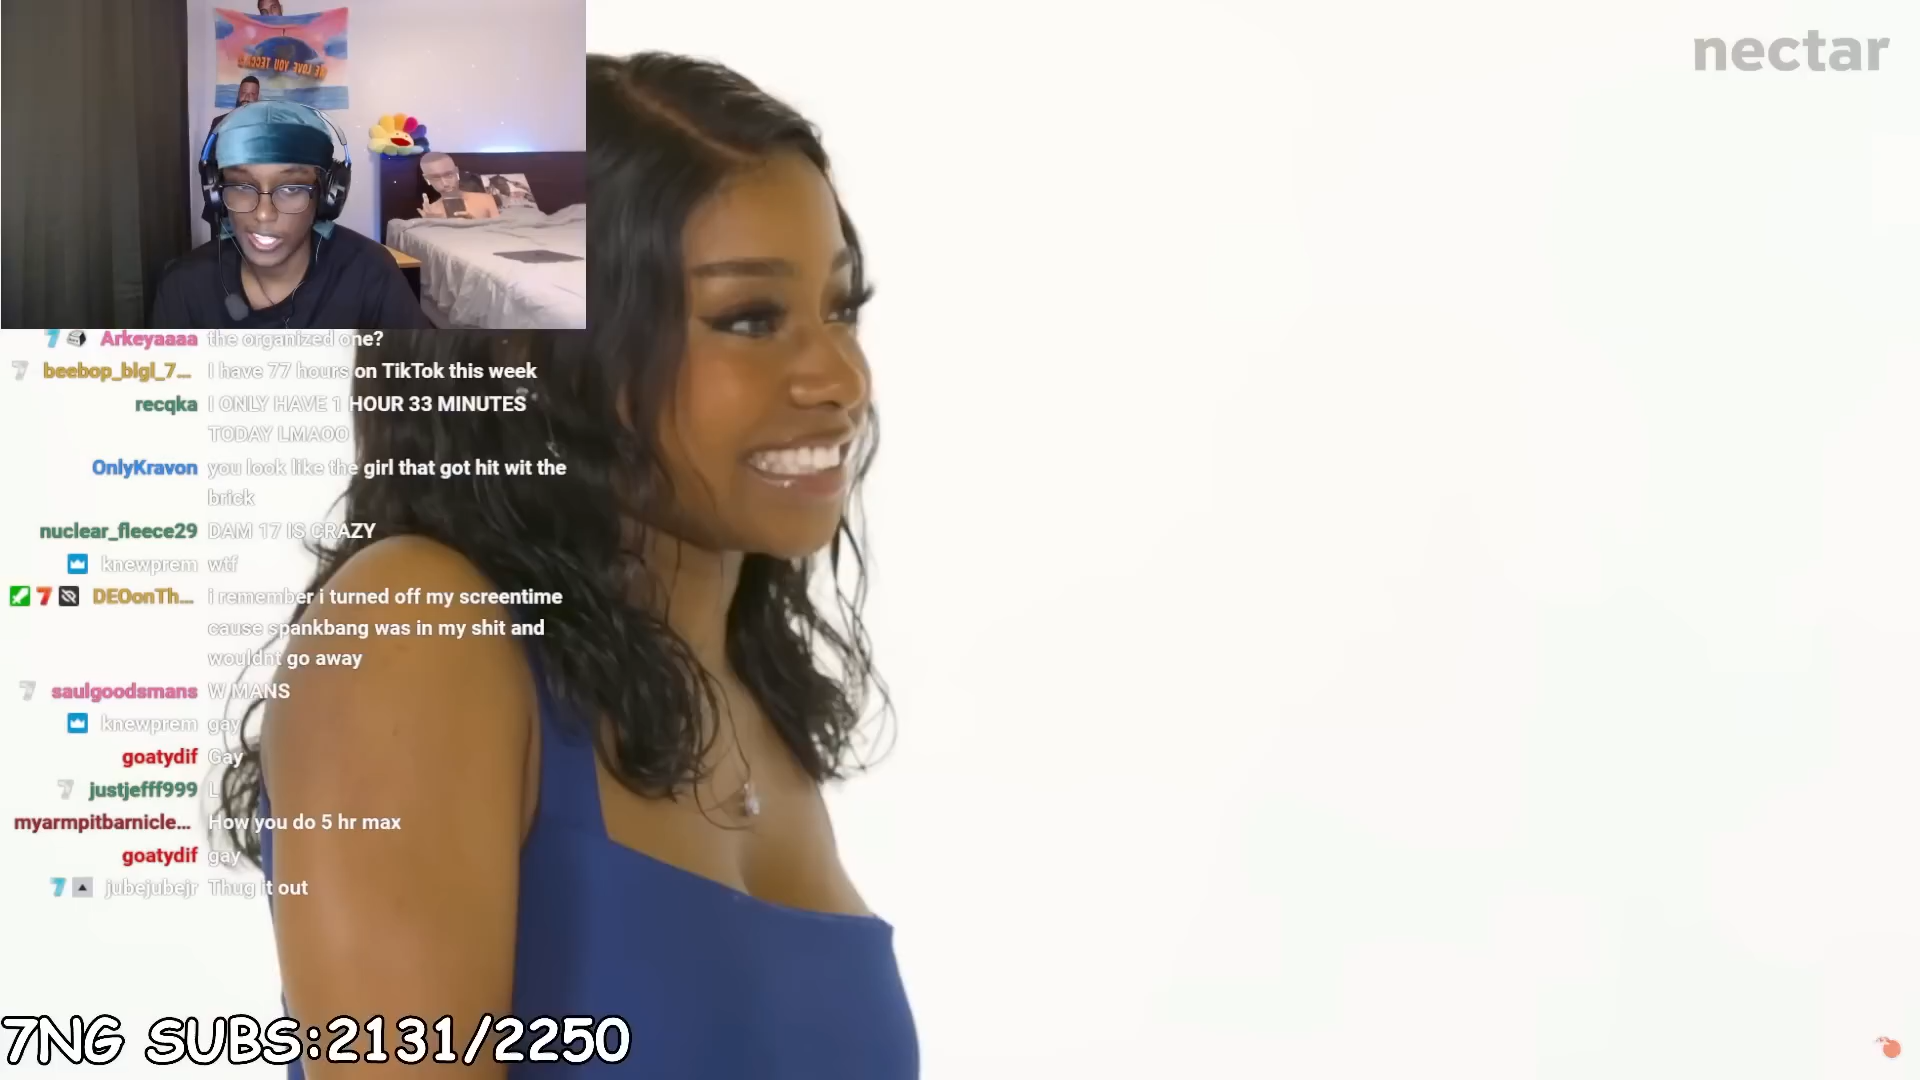 nectar
WE LOVE YOU TECCA
Arkeyaaaa the organized one?
beebop_blgl_7... I have 77 hours on TikTok this week
recqka I ONLY HAVE 1 HOUR 33 MINUTES
TODAY LMAOO
OnlyKravon you look like the girl that got hit wit the
brick
nuclear_fleece29 DAM 17 IS CRAZY
knewprem wtf
DEOonTh... i remember i turned off my screentime
cause spankbang was in my shit and
wouldnt go away
saulgoodsmans W MANS
knewprem gay
goatydif Gay
justjefff999 L
myarmpitbarnicle... How you do 5 hr max
goatydif gay
jubejubejr Thug it out
7NG SUBS:2131/2250